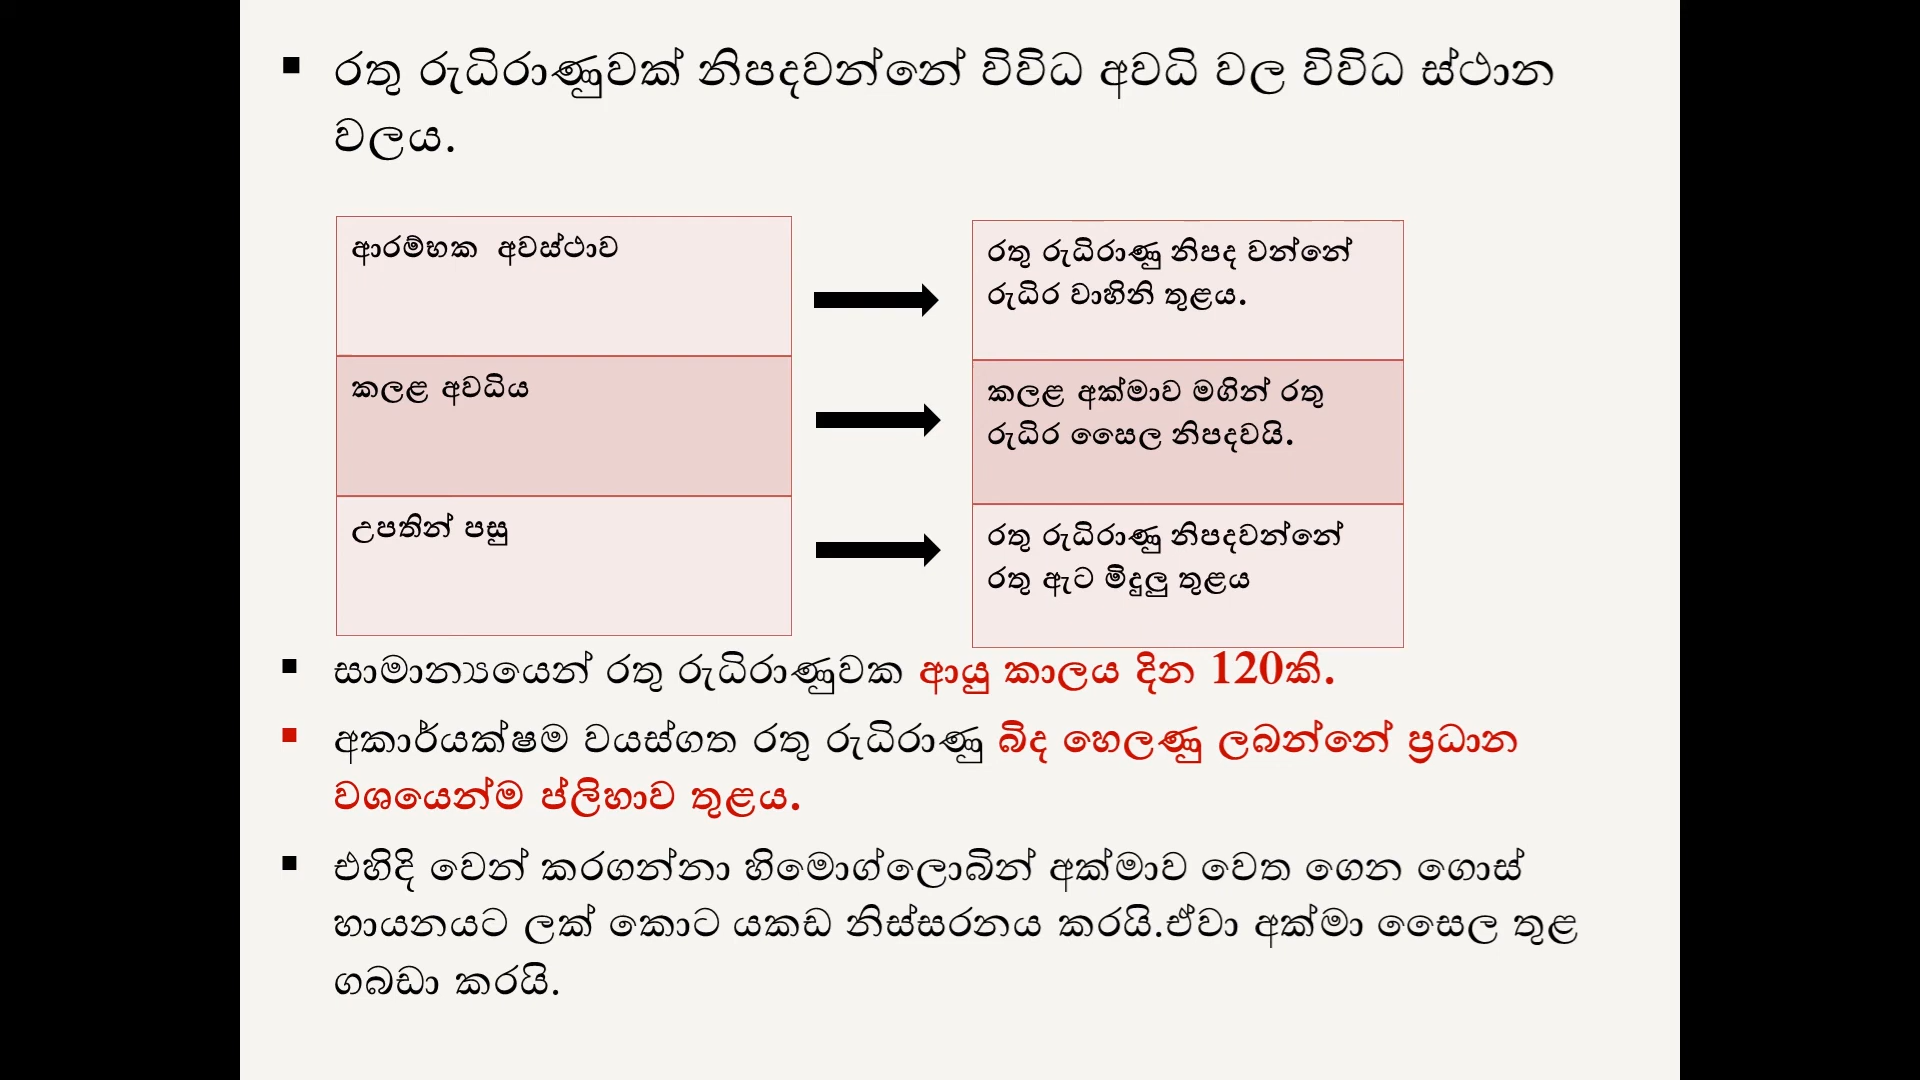 රතු රුධිරාණුවක් නිපදවන්නේ විවිධ අවධි වල විවිධ ස්ථාන
වලය.
ආරම්භක අවස්ථාව
රතු රුධිරාණු නිපද වන්නේ
රුධිර වාහිනි තුළය.
කලළ අවධිය
කලළ අක්මාව මගින් රතු
රුධිර සෛල නිපදවයි.
උපතින් පසු
රතු රුධිරාණු නිපදවන්නේ
රතු ඇට මිදුලු තුළය
සාමාන්‍යයෙන් රතු රුධිරාණුවක ආයු කාලය දින 120කි.
අකාර්යක්ෂම වයස්ගත රතු රුධිරාණු බිද හෙලණු ලබන්නේ ප්‍රධාන
වශයෙන්ම ප්ලිහාව තුළය.
එහිදි වෙන් කරගන්නා හිමොග්ලොබින් අක්මාව වෙත ගෙන ගොස්
හායනයට ලක් කොට යකඩ නිස්සරනය කරයි.ඒවා අක්මා සෛල තුළ
ගබඩා කරයි.